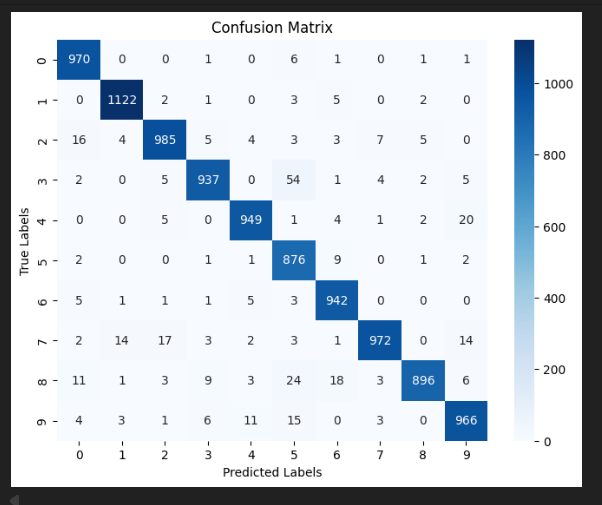 Confusion Matrix
0 970 0 0 1 0 6 1 0 1 1
1 0 1122 2 1 0 3 5 0 2 0
2 16 4 985 5 4 3 3 7 5 0
3 2 0 5 937 0 54 1 4 2 5
4 0 0 5 0 949 1 4 1 2 20
5 2 0 0 1 1 876 9 0 1 2
6 5 1 1 1 5 3 942 0 0 0
7 2 14 17 3 2 3 1 972 0 14
8 11 1 3 9 3 24 18 3 896 6
9 4 3 1 6 11 15 0 3 0 966
0 1 2 3 4 5 6 7 8 9
Predicted Labels
True Labels
1000
800
600
400
200
0